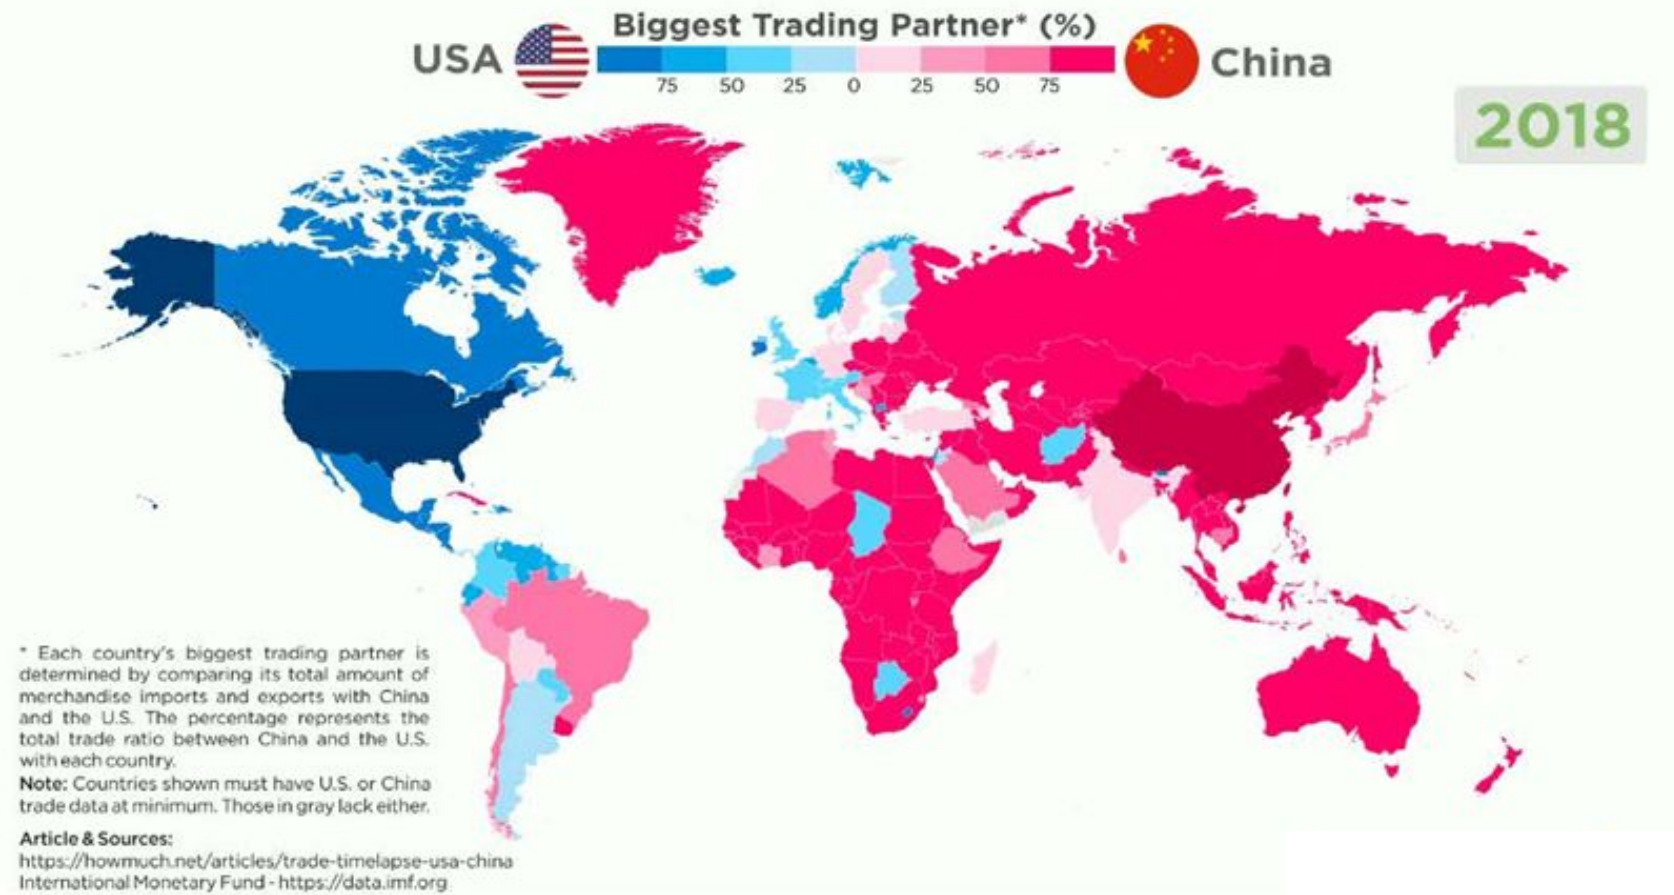 Biggest Trading Partner* (%)
USA
China
75 50 25 0 25 50 75
2018
* Each country's biggest trading partner is
determined by comparing its total amount of
merchandise imports and exports with China
and the U.S. The percentage represents the
total trade ratio between China and the U.S.
with each country.
Note: Countries shown must have U.S. or China
trade data at minimum. Those in gray lack either.
Article & Sources:
https://howmuch.net/articles/trade-timelapse-usa-china
International Monetary Fund - https://data.imf.org